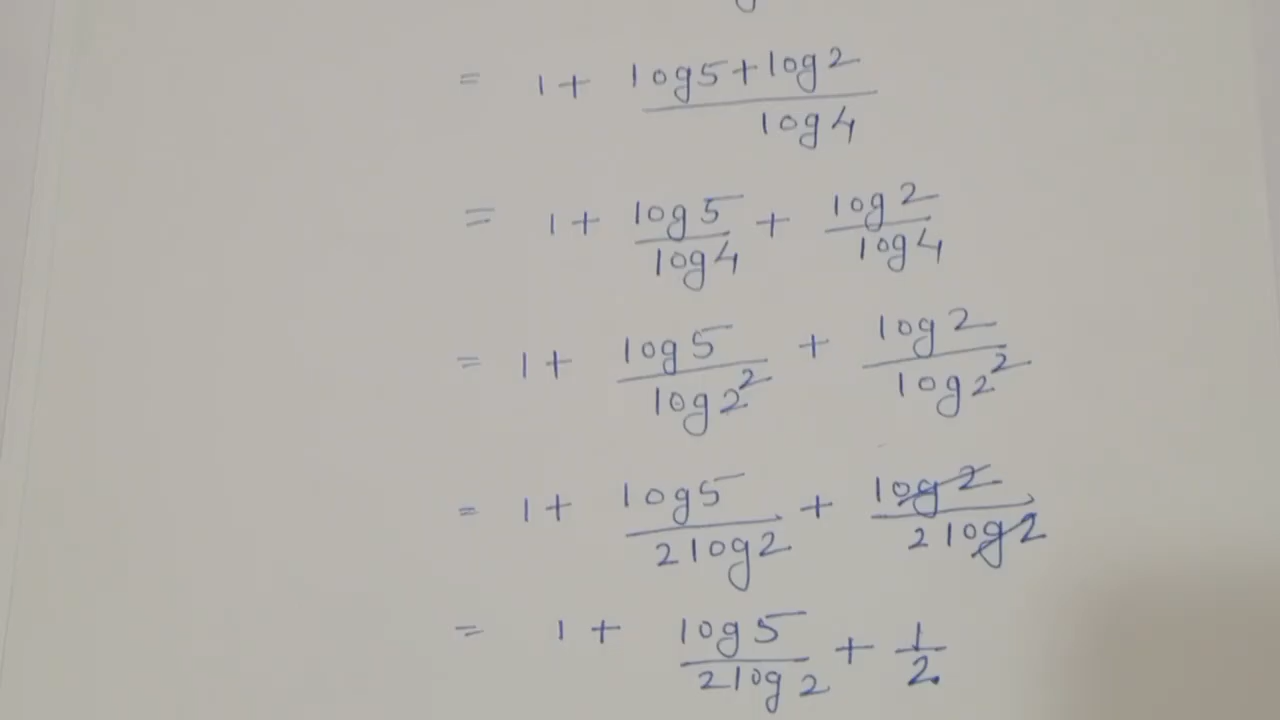 = 1 + (log5 + log2) / log4
= 1 + log5/log4 + log2/log4
= 1 + log5/log2² + log2/log2²
= 1 + log5/2log2 + log2/2log2
= 1 + log5/2log2 + 1/2